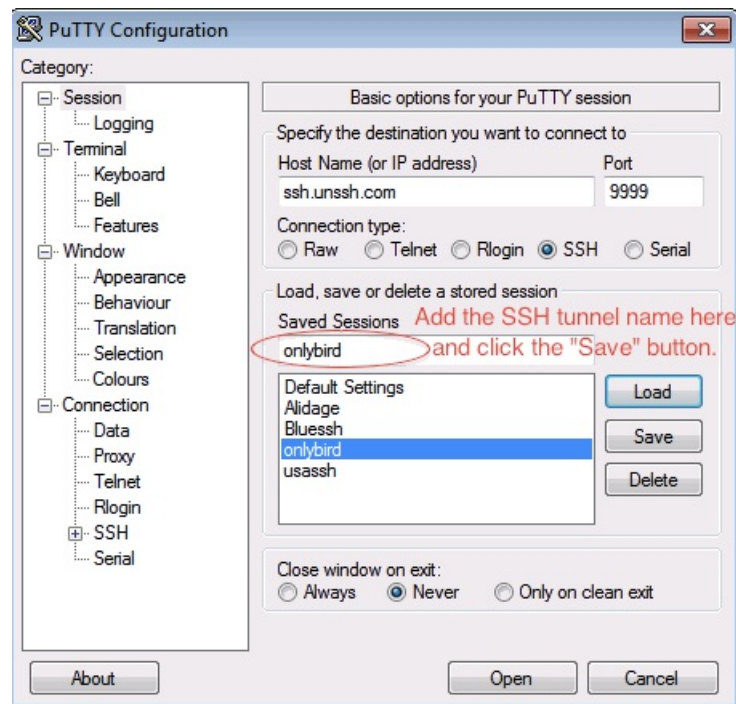 PuTTY Configuration
Category:
Session
Logging
Terminal
Keyboard
Bell
Features
Window
Appearance
Behaviour
Translation
Selection
Colours
Connection
Data
Proxy
Telnet
Rlogin
SSH
Serial
Basic options for your PuTTY session
Specify the destination you want to connect to
Host Name (or IP address) Port
ssh.unssh.com 9999
Connection type:
Raw Telnet Rlogin SSH Serial
Load, save or delete a stored session
Saved Sessions Add the SSH tunnel name here
onlybird and click the "Save" button.
Default Settings
Alidage
Bluessh
onlybird
usassh
Load
Save
Delete
Close window on exit:
Always Never Only on clean exit
About Open Cancel